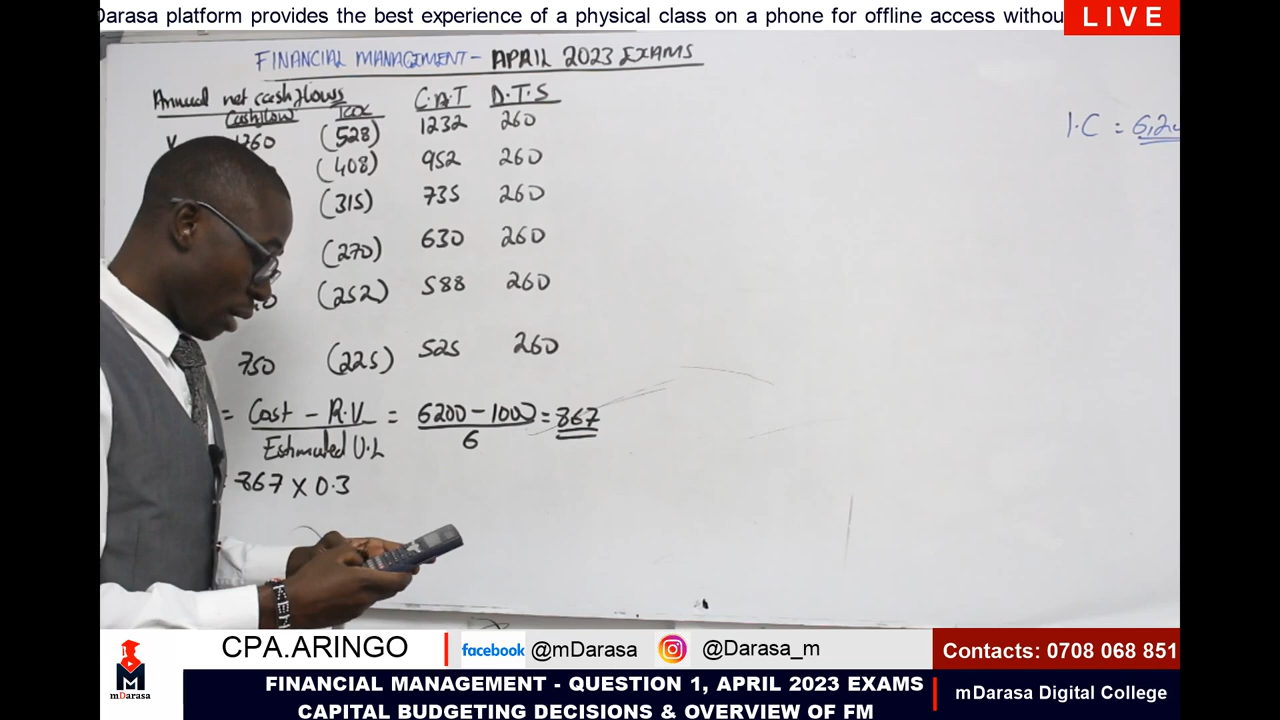 Darasa platform provides the best experience of a physical class on a phone for offline access withou
LIVE
FINANCIAL MANAGEMENT - APRIL 2023 EXAMS
Annual net cashflows
Cashflow Tax C.A.T D.T.S
1760 (528) 1232 260
(408) 952 260
(315) 735 260
(270) 630 260
(252) 588 260
750 (225) 525 260
= Cost - R.V = 6200 - 1000 = 867
Estimated U.L 6
867 X 0.3
I.C =
KEN
CPA.ARINGO
facebook @mDarasa
@Darasa_m
Contacts: 0708 068 851
mDarasa
FINANCIAL MANAGEMENT - QUESTION 1, APRIL 2023 EXAMS
CAPITAL BUDGETING DECISIONS & OVERVIEW OF FM
mDarasa Digital College